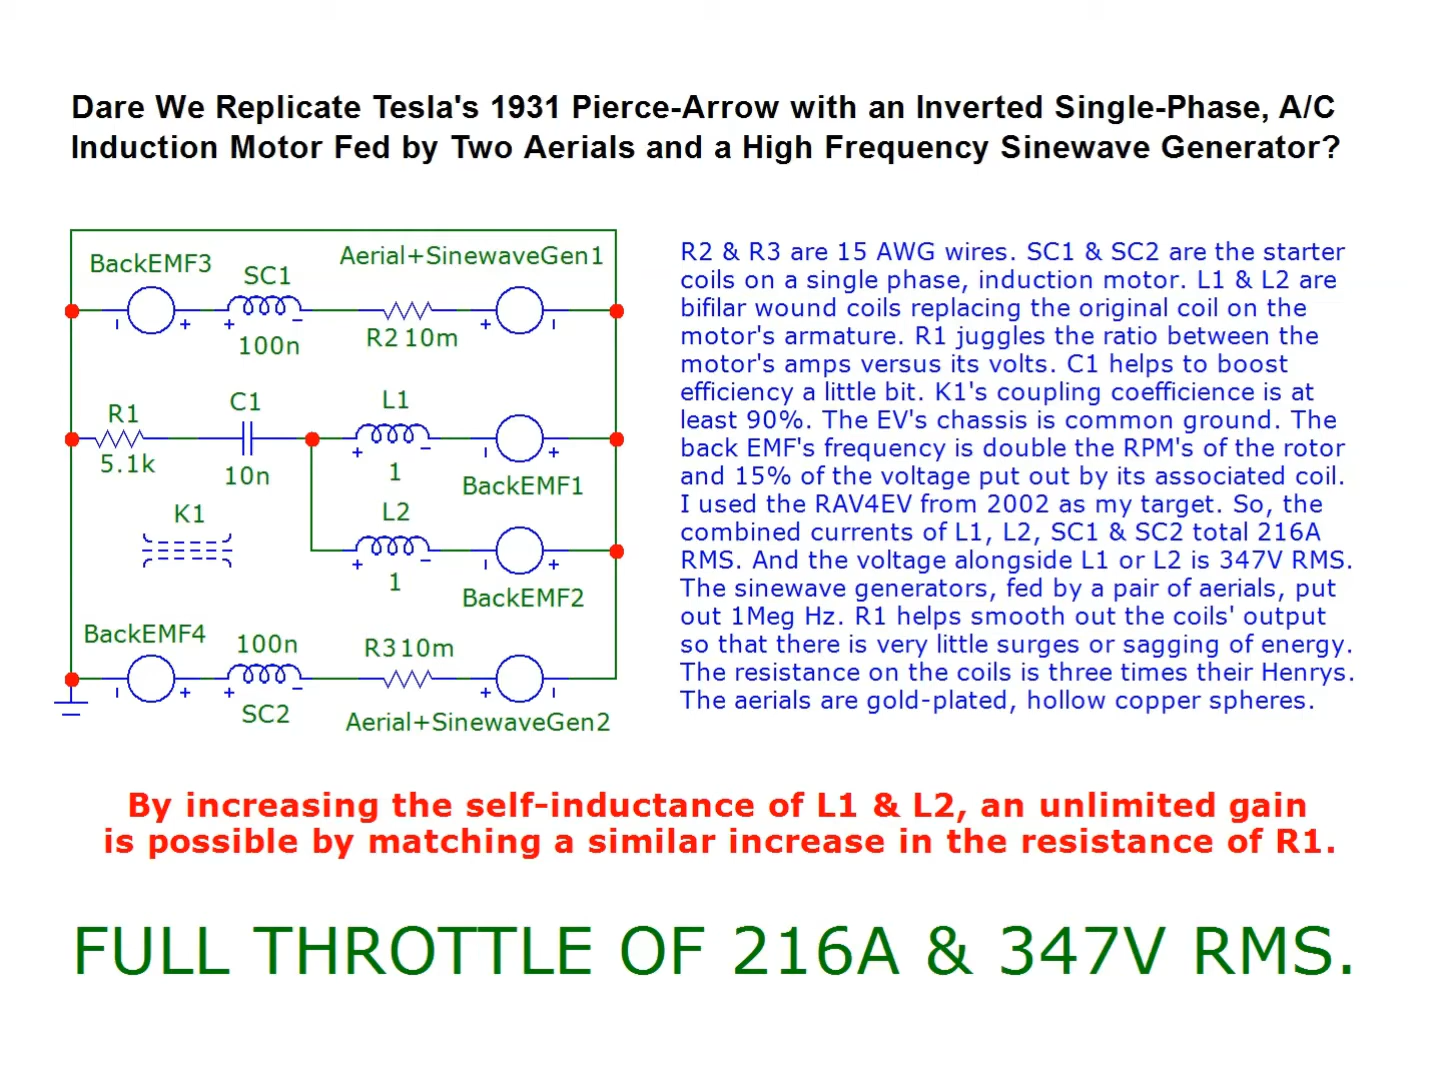 Dare We Replicate Tesla's 1931 Pierce-Arrow with an Inverted Single-Phase, A/C
Induction Motor Fed by Two Aerials and a High Frequency Sinewave Generator?
BackEMF3
SC1
100n
Aerial+SinewaveGen1
R2 10m
R1
5.1k
C1
10n
L1
1
BackEMF1
K1
L2
1
BackEMF2
BackEMF4
100n
SC2
R3 10m
Aerial+SinewaveGen2
R2 & R3 are 15 AWG wires. SC1 & SC2 are the starter
coils on a single phase, induction motor. L1 & L2 are
bifilar wound coils replacing the original coil on the
motor's armature. R1 juggles the ratio between the
motor's amps versus its volts. C1 helps to boost
efficiency a little bit. K1's coupling coefficience is at
least 90%. The EV's chassis is common ground. The
back EMF's frequency is double the RPM's of the rotor
and 15% of the voltage put out by its associated coil.
I used the RAV4EV from 2002 as my target. So, the
combined currents of L1, L2, SC1 & SC2 total 216A
RMS. And the voltage alongside L1 or L2 is 347V RMS.
The sinewave generators, fed by a pair of aerials, put
out 1Meg Hz. R1 helps smooth out the coils' output
so that there is very little surges or sagging of energy.
The resistance on the coils is three times their Henrys.
The aerials are gold-plated, hollow copper spheres.
By increasing the self-inductance of L1 & L2, an unlimited gain
is possible by matching a similar increase in the resistance of R1.
FULL THROTTLE OF 216A & 347V RMS.